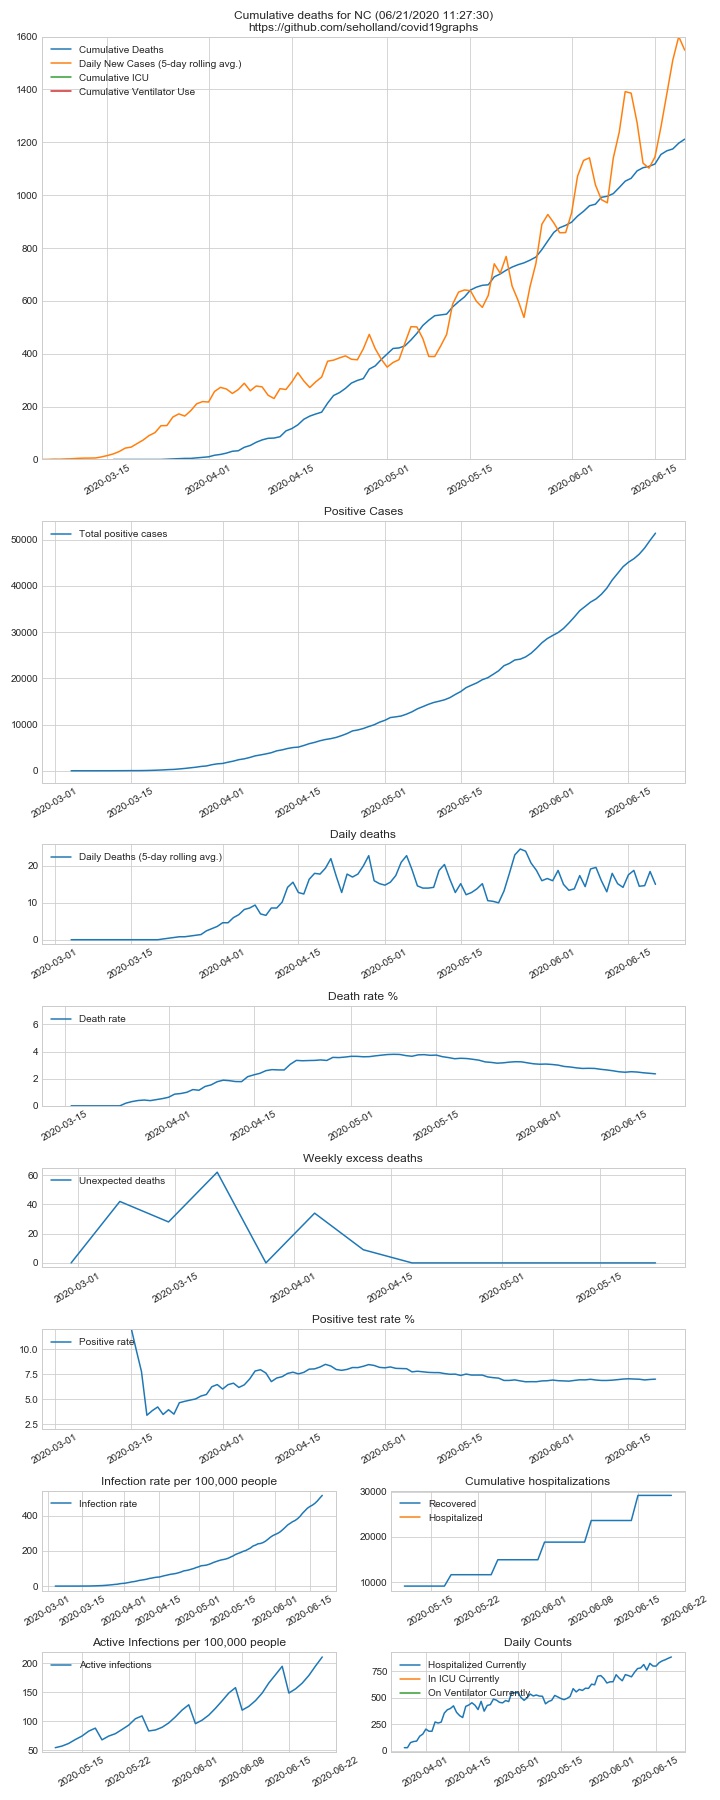 Cumulative deaths for NC (06/21/2020 11:27:30)
https://github.com/seholland/covid19graphs
1600
1400
1200
1000
800
600
400
200
0
Cumulative Deaths
Daily New Cases (5-day rolling avg.)
Cumulative ICU
Cumulative Ventilator Use
2020-03-15 2020-04-01 2020-04-15 2020-05-01 2020-05-15 2020-06-01 2020-06-15
Positive Cases
50000
40000
30000
20000
10000
0
Total positive cases
2020-03-01 2020-03-15 2020-04-01 2020-04-15 2020-05-01 2020-05-15 2020-06-01 2020-06-15
Daily deaths
20
10
0
Daily Deaths (5-day rolling avg.)
2020-03-01 2020-03-15 2020-04-01 2020-04-15 2020-05-01 2020-05-15 2020-06-01 2020-06-15
Death rate %
6
4
2
0
Death rate
2020-03-15 2020-04-01 2020-04-15 2020-05-01 2020-05-15 2020-06-01 2020-06-15
Weekly excess deaths
60
40
20
0
Unexpected deaths
2020-03-01 2020-03-15 2020-04-01 2020-04-15 2020-05-01 2020-05-15
Positive test rate %
10.0
7.5
5.0
2.5
Positive rate
2020-03-01 2020-03-15 2020-04-01 2020-04-15 2020-05-01 2020-05-15 2020-06-01 2020-06-15
Infection rate per 100,000 people
400
200
0
Infection rate
2020-03-01 2020-03-15 2020-04-01 2020-04-15 2020-05-01 2020-05-15 2020-06-01 2020-06-15
Cumulative hospitalizations
30000
20000
10000
Recovered
Hospitalized
2020-05-15 2020-05-22 2020-06-01 2020-06-08 2020-06-15 2020-06-22
Active Infections per 100,000 people
200
150
100
50
Active infections
2020-05-15 2020-05-22 2020-06-01 2020-06-08 2020-06-15 2020-06-22
Daily Counts
750
500
250
0
Hospitalized Currently
In ICU Currently
On Ventilator Currently
2020-04-01 2020-04-15 2020-05-01 2020-05-15 2020-06-01 2020-06-15